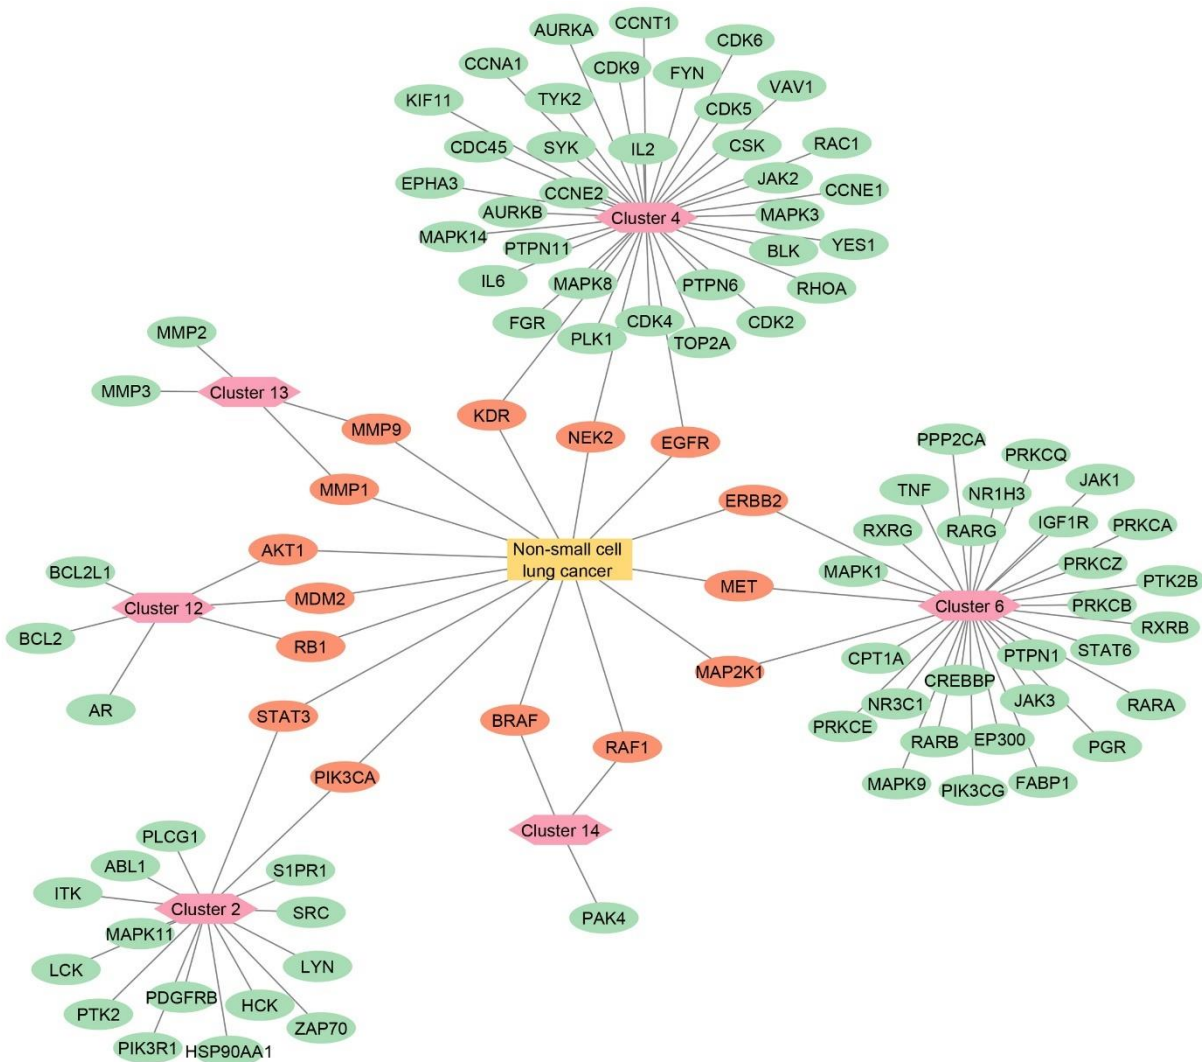 CCNT1
AURKA
CDK6
CCNA1
CDK9
FYN
VAV1
KIF11
TYK2
CDK5
CDC45
SYK
IL2
CSK
RAC1
EPHA3
CCNE2
JAK2
CCNE1
AURKB
Cluster 4
MAPK3
MAPK14
PTPN11
BLK
YES1
IL6
MAPK8
PTPN6
RHOA
FGR
PLK1
CDK4
TOP2A
CDK2
MMP2
MMP3
Cluster 13
MMP9
KDR
NEK2
EGFR
MMP1
ERBB2
PPP2CA
PRKCQ
TNF
NR1H3
JAK1
RXRG
RARG
IGF1R
PRKCA
AKT1
Non-small cell
lung cancer
BCL2L1
MAPK1
PRKCZ
PTK2B
MDM2
MET
Cluster 12
Cluster 6
PRKCB
RXRB
BCL2
RB1
CPT1A
PTPN1
STAT6
MAP2K1
CREBBP
AR
STAT3
BRAF
NR3C1
JAK3
RARA
PRKCE
RAF1
RARB
EP300
PGR
PIK3CA
MAPK9
PIK3CG
FABP1
PLCG1
Cluster 14
ABL1
S1PR1
ITK
Cluster 2
SRC
PAK4
MAPK11
LCK
LYN
PTK2
PDGFRB
HCK
ZAP70
PIK3R1
HSP90AA1